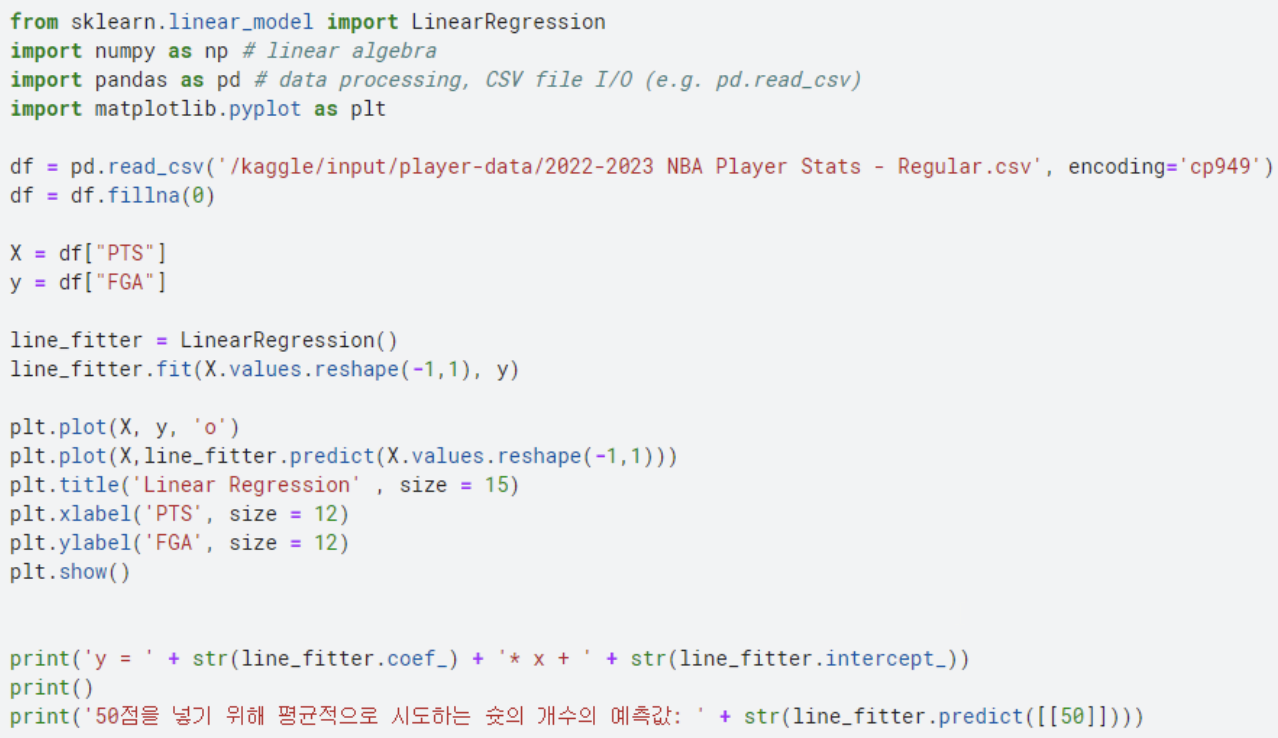 from sklearn.linear_model import LinearRegression
import numpy as np # linear algebra
import pandas as pd # data processing, CSV file I/O (e.g. pd.read_csv)
import matplotlib.pyplot as plt
df = pd.read_csv('/kaggle/input/player-data/2022-2023 NBA Player Stats - Regular.csv', encoding='cp949')
df = df.fillna(0)
X = df["PTS"]
y = df["FGA"]
line_fitter = LinearRegression()
line_fitter.fit(X.values.reshape(-1,1), y)
plt.plot(X, y, 'o')
plt.plot(X,line_fitter.predict(X.values.reshape(-1,1)))
plt.title('Linear Regression' , size = 15)
plt.xlabel('PTS', size = 12)
plt.ylabel('FGA', size = 12)
plt.show()
print('y = ' + str(line_fitter.coef_) + '* x + ' + str(line_fitter.intercept_))
print()
print('50점을 넣기 위해 평균적으로 시도하는 슛의 개수의 예측값: ' + str(line_fitter.predict([[50]])))